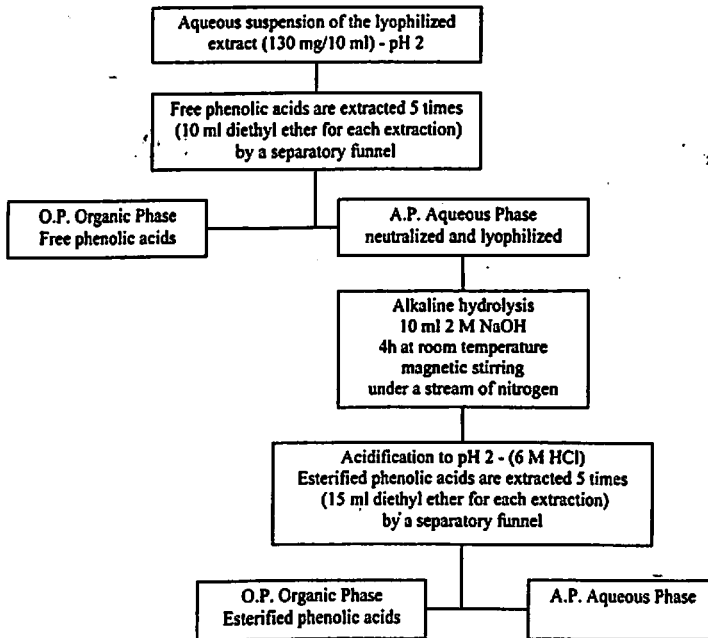 Aqueous suspension of the lyophilized
extract (130 mg/10 ml) - pH 2
Free phenolic acids are extracted 5 times
(10 ml diethyl ether for each extraction)
by a separatory funnel
O.P. Organic Phase
Free phenolic acids
A.P. Aqueous Phase
neutralized and lyophilized
Alkaline hydrolysis
10 ml 2 M NaOH
4h at room temperature
magnetic stirring
under a stream of nitrogen
Acidification to pH 2 - (6 M HCl)
Esterified phenolic acids are extracted 5 times
(15 ml diethyl ether for each extraction)
by a separatory funnel
O.P. Organic Phase
Esterified phenolic acids
A.P. Aqueous Phase